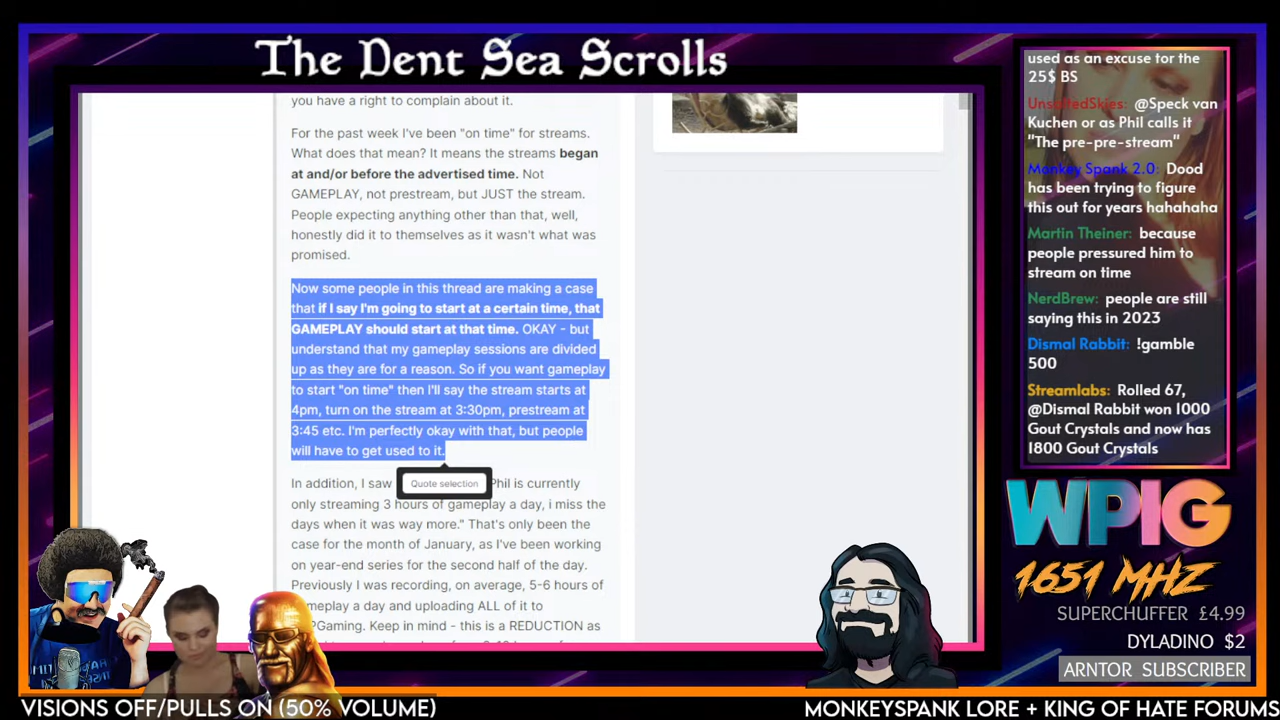 The Dent Sea Scrolls
you have a right to complain about it.
For the past week I've been "on time" for streams.
What does that mean? It means the streams began
at and/or before the advertised time. Not
GAMEPLAY, not prestream, but JUST the stream.
People expecting anything other than that, well,
honestly did it to themselves as it wasn't what was
promised.
Now some people in this thread are making a case
that if I say I'm going to start at a certain time, that
GAMEPLAY should start at that time. OKAY - but
understand that my gameplay sessions are divided
up as they are for a reason. So if you want gameplay
to start "on time" then I'll say the stream starts at
4pm, turn on the stream at 3:30pm, prestream at
3:45 etc. I'm perfectly okay with that, but people
will have to get used to it.
Quote selection
In addition, I saw Phil is currently
only streaming 3 hours of gameplay a day, i miss the
days when it was way more." That's only been the
case for the month of January, as I've been working
on year-end series for the second half of the day.
Previously I was recording, on average, 5-6 hours of
gameplay a day and uploading ALL of it to
PGaming. Keep in mind - this is a REDUCTION as
used as an excuse for the
25$ BS
UnsaltedSkies: @Speck van
Kuchen or as Phil calls it
"The pre-pre-stream"
Monkey Spank 2.0: Dood
has been trying to figure
this out for years hahahaha
Martin Theiner: because
people pressured him to
stream on time
NerdBrew: people are still
saying this in 2023
Dismal Rabbit: !gamble
500
Streamlabs: Rolled 67,
@Dismal Rabbit won 1000
Gout Crystals and now has
1800 Gout Crystals
WPIG
1651 MHZ
SUPERCHUFFER £4.99
DYLADINO $2
ARNTOR SUBSCRIBER
VISIONS OFF/PULLS ON (50% VOLUME)
MONKEYSPANK LORE + KING OF HATE FORUMS